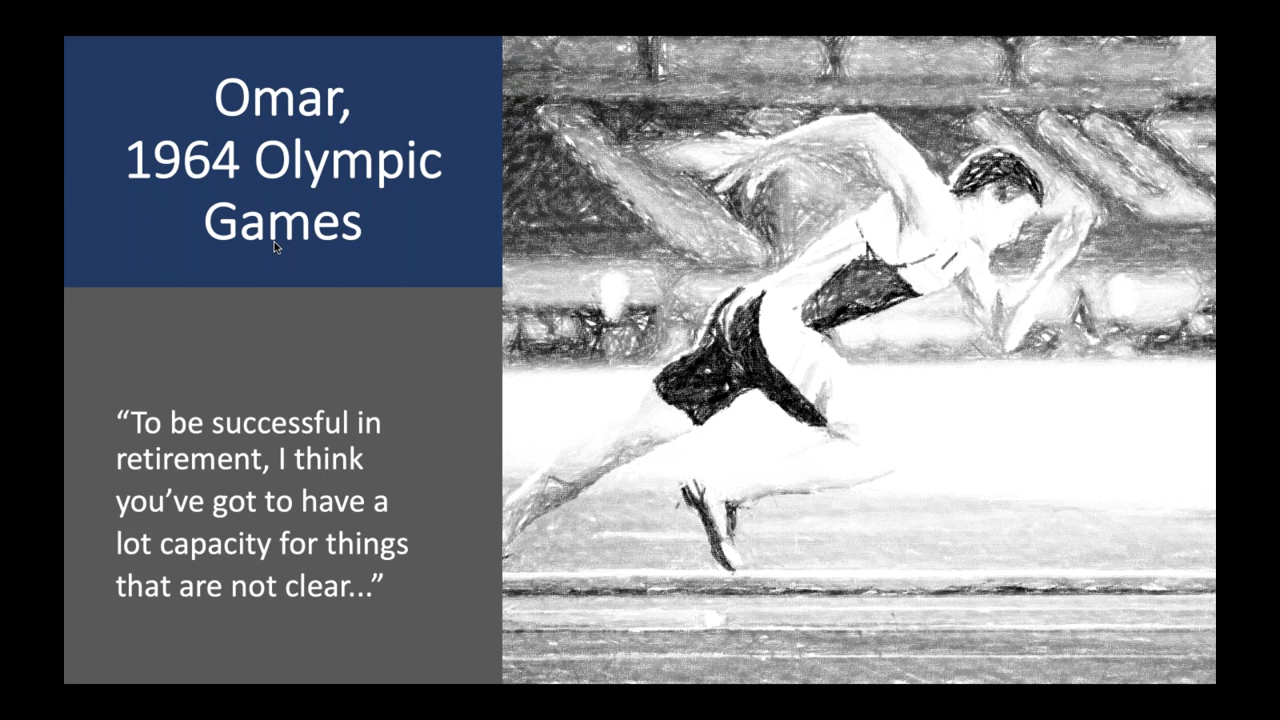 Omar,
1964 Olympic
Games
“To be successful in
retirement, I think
you’ve got to have a
lot capacity for things
that are not clear...”